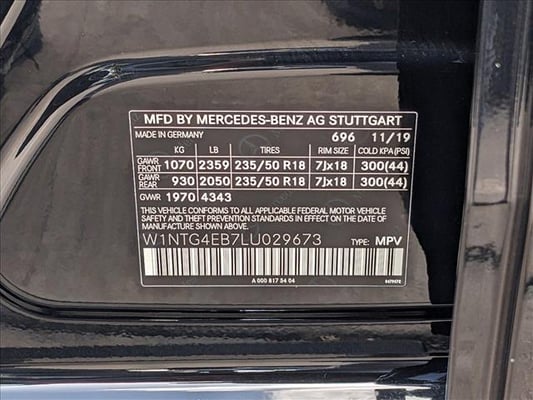 MFD BY MERCEDES-BENZ AG STUTTGART
MADE IN GERMANY 696 11/19
KG LB TIRES RIM SIZE COLD KPA(PSI)
GAWR FRONT 1070 2359 235/50 R18 7Jx18 300(44)
GAWR REAR 930 2050 235/50 R18 7Jx18 300(44)
GWR 1970 4343
THIS VEHICLE CONFORMS TO ALL APPLICABLE FEDERAL MOTOR VEHICLE
SAFETY AND THEFT PREVENTION STANDARDS IN EFFECT ON THE DATE
OF MANUFACTURE SHOWN ABOVE.
W1NTG4EB7LU029673 TYPE: MPV
A 000 817 34 04